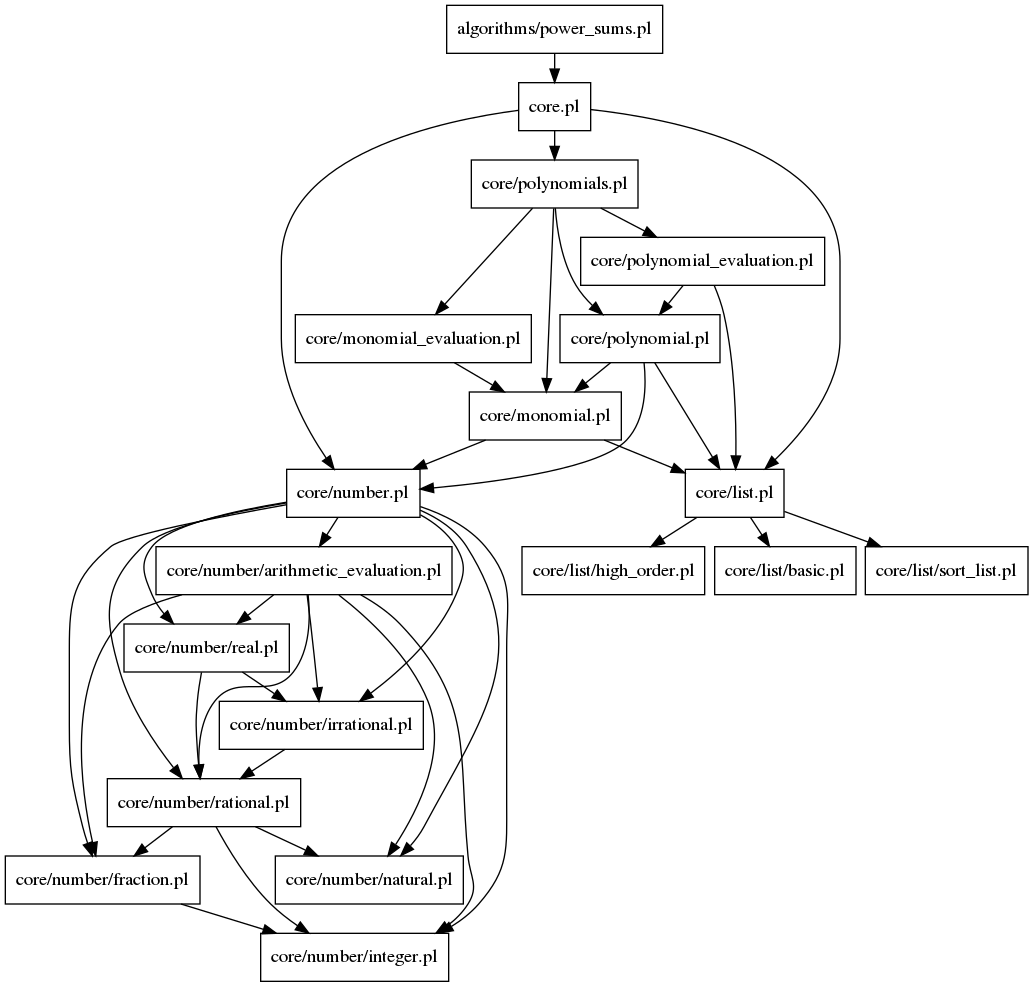 algorithms/power_sums.pl
core.pl
core/polynomials.pl
core/polynomial_evaluation.pl
core/monomial_evaluation.pl
core/polynomial.pl
core/monomial.pl
core/number.pl
core/list.pl
core/number/arithmetic_evaluation.pl
core/list/high_order.pl
core/list/basic.pl
core/list/sort_list.pl
core/number/real.pl
core/number/irrational.pl
core/number/rational.pl
core/number/fraction.pl
core/number/natural.pl
core/number/integer.pl